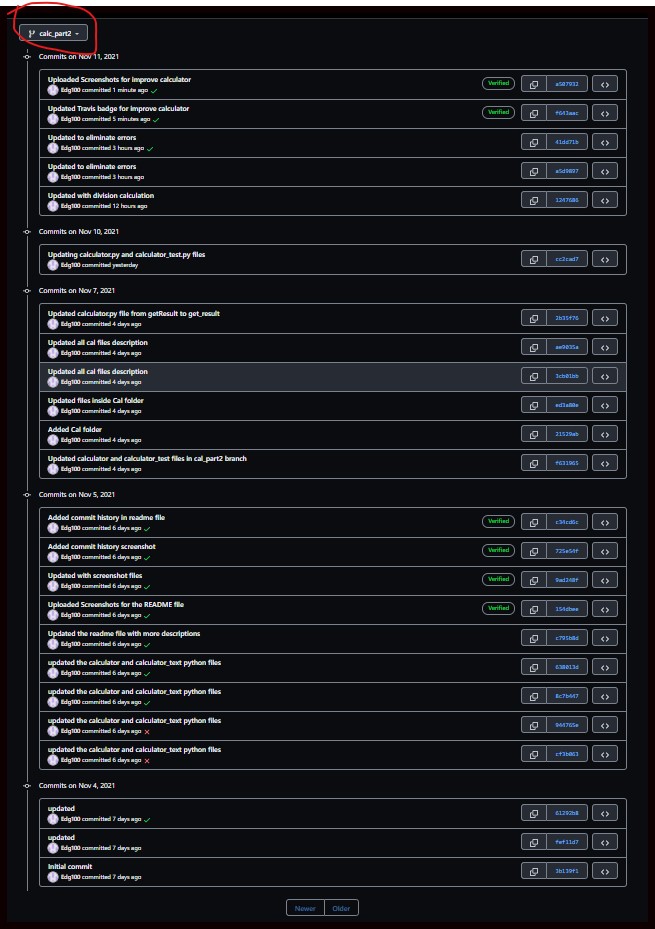 calc_part2
Commits on Nov 11, 2021
Uploaded Screenshots for improve calculator
Verified
a507932
Edg100 committed 1 minute ago
Updated Travis badge for improve calculator
Verified
f643aac
Edg100 committed 5 minutes ago
Updated to eliminate errors
41dd71b
Edg100 committed 3 hours ago
Updated to eliminate errors
a5d9897
Edg100 committed 3 hours ago
Updated with division calculation
1247686
Edg100 committed 12 hours ago
Commits on Nov 10, 2021
Updating calculator.py and calculator_test.py files
cc2cad7
Edg100 committed yesterday
Commits on Nov 7, 2021
Updated calculator.py file from getResult to get_result
2b35f76
Edg100 committed 4 days ago
Updated all cal files description
ae9035a
Edg100 committed 4 days ago
Updated all cal files description
3cb01bb
Edg100 committed 4 days ago
Updated files inside Cal folder
ed3a88e
Edg100 committed 4 days ago
Added Cal folder
21529ab
Edg100 committed 4 days ago
Updated calculator and calculator_test files in cal_part2 branch
f631965
Edg100 committed 4 days ago
Commits on Nov 5, 2021
Added commit history in readme file
Verified
c34cd6c
Edg100 committed 6 days ago
Added commit history screenshot
Verified
725e54f
Edg100 committed 6 days ago
Updated with screenshot files
Verified
9ad248f
Edg100 committed 6 days ago
Uploaded Screenshots for the README file
Verified
154dbee
Edg100 committed 6 days ago
Updated the readme file with more descriptions
c795b8d
Edg100 committed 6 days ago
updated the calculator and calculator_text python files
638013d
Edg100 committed 6 days ago
updated the calculator and calculator_text python files
8c7b447
Edg100 committed 6 days ago
updated the calculator and calculator_text python files
944765e
Edg100 committed 6 days ago
updated the calculator and calculator_text python files
cf3b863
Edg100 committed 6 days ago
Commits on Nov 4, 2021
updated
61292b8
Edg100 committed 7 days ago
updated
fef11d7
Edg100 committed 7 days ago
Initial commit
3b139f1
Edg100 committed 7 days ago
Newer Older